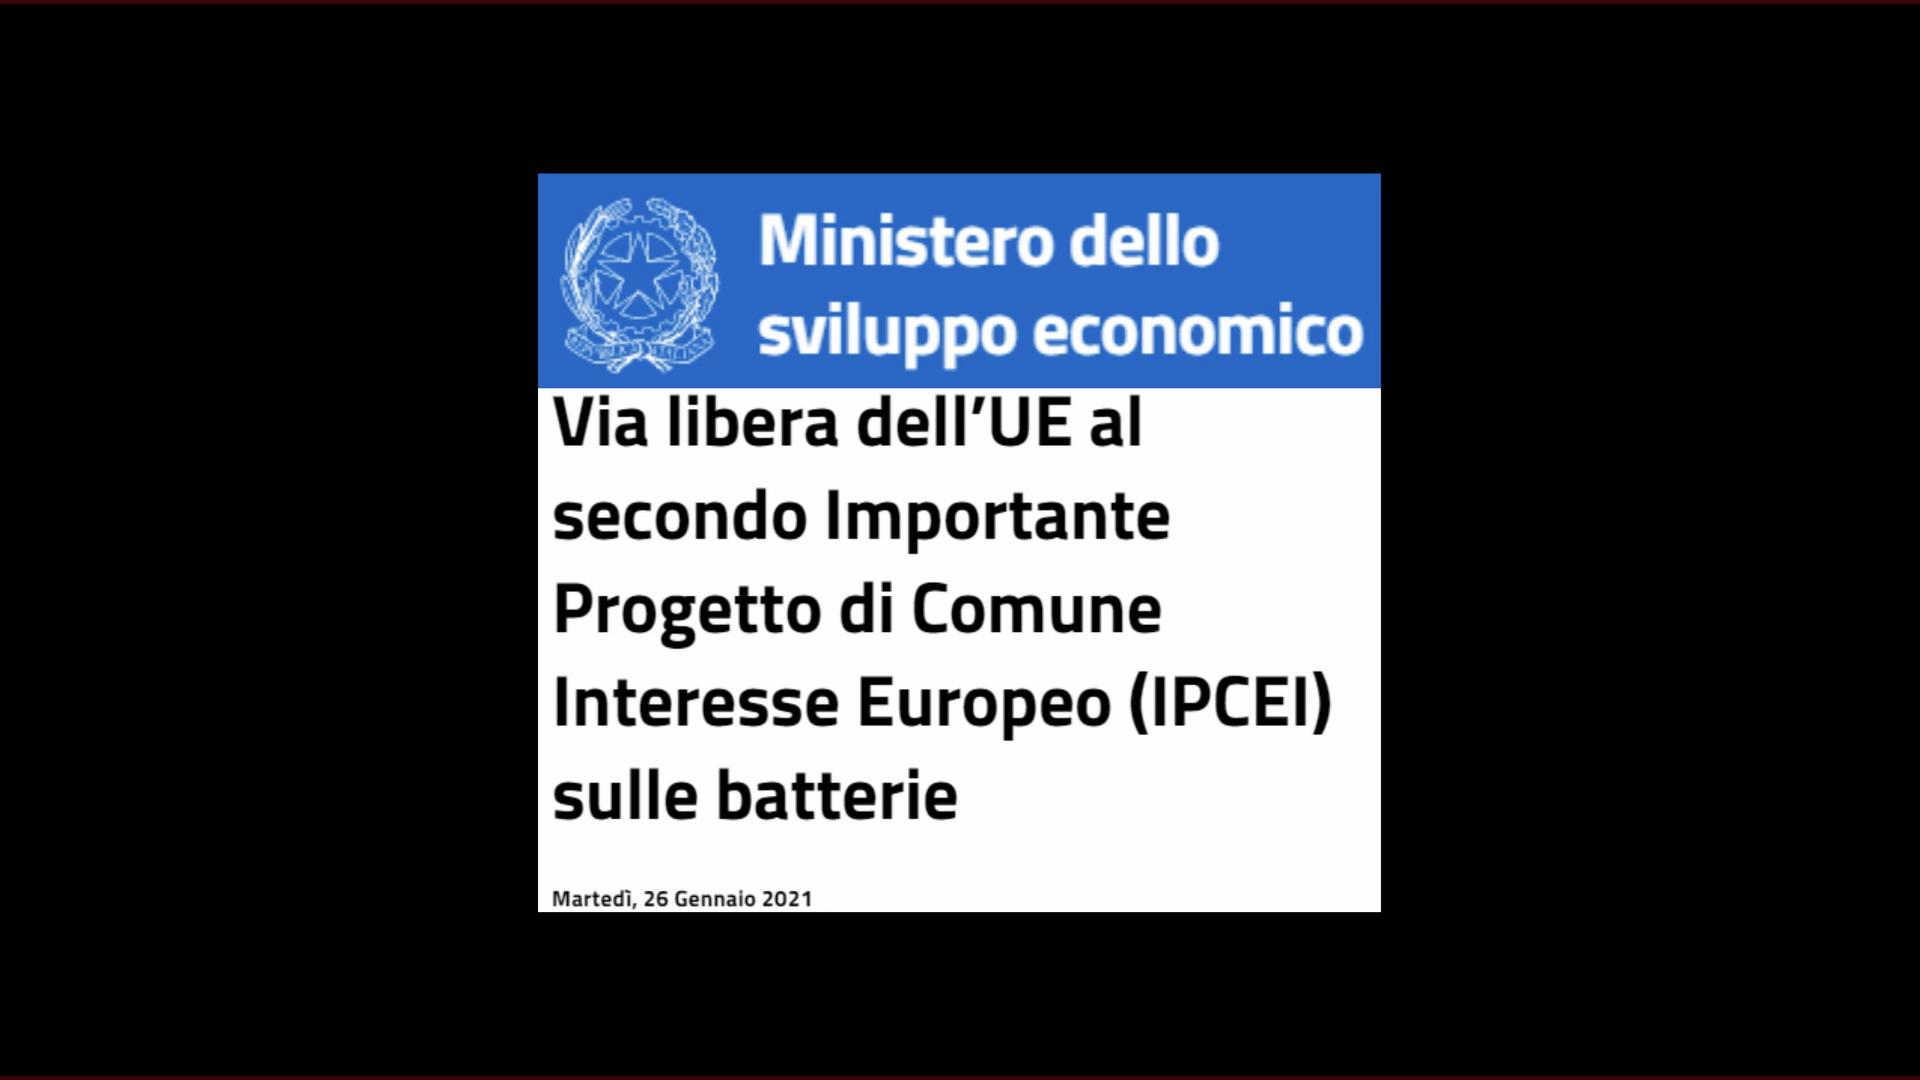 Ministero dello
sviluppo economico
Via libera dell’UE al
secondo Importante
Progetto di Comune
Interesse Europeo (IPCEI)
sulle batterie
Martedì, 26 Gennaio 2021